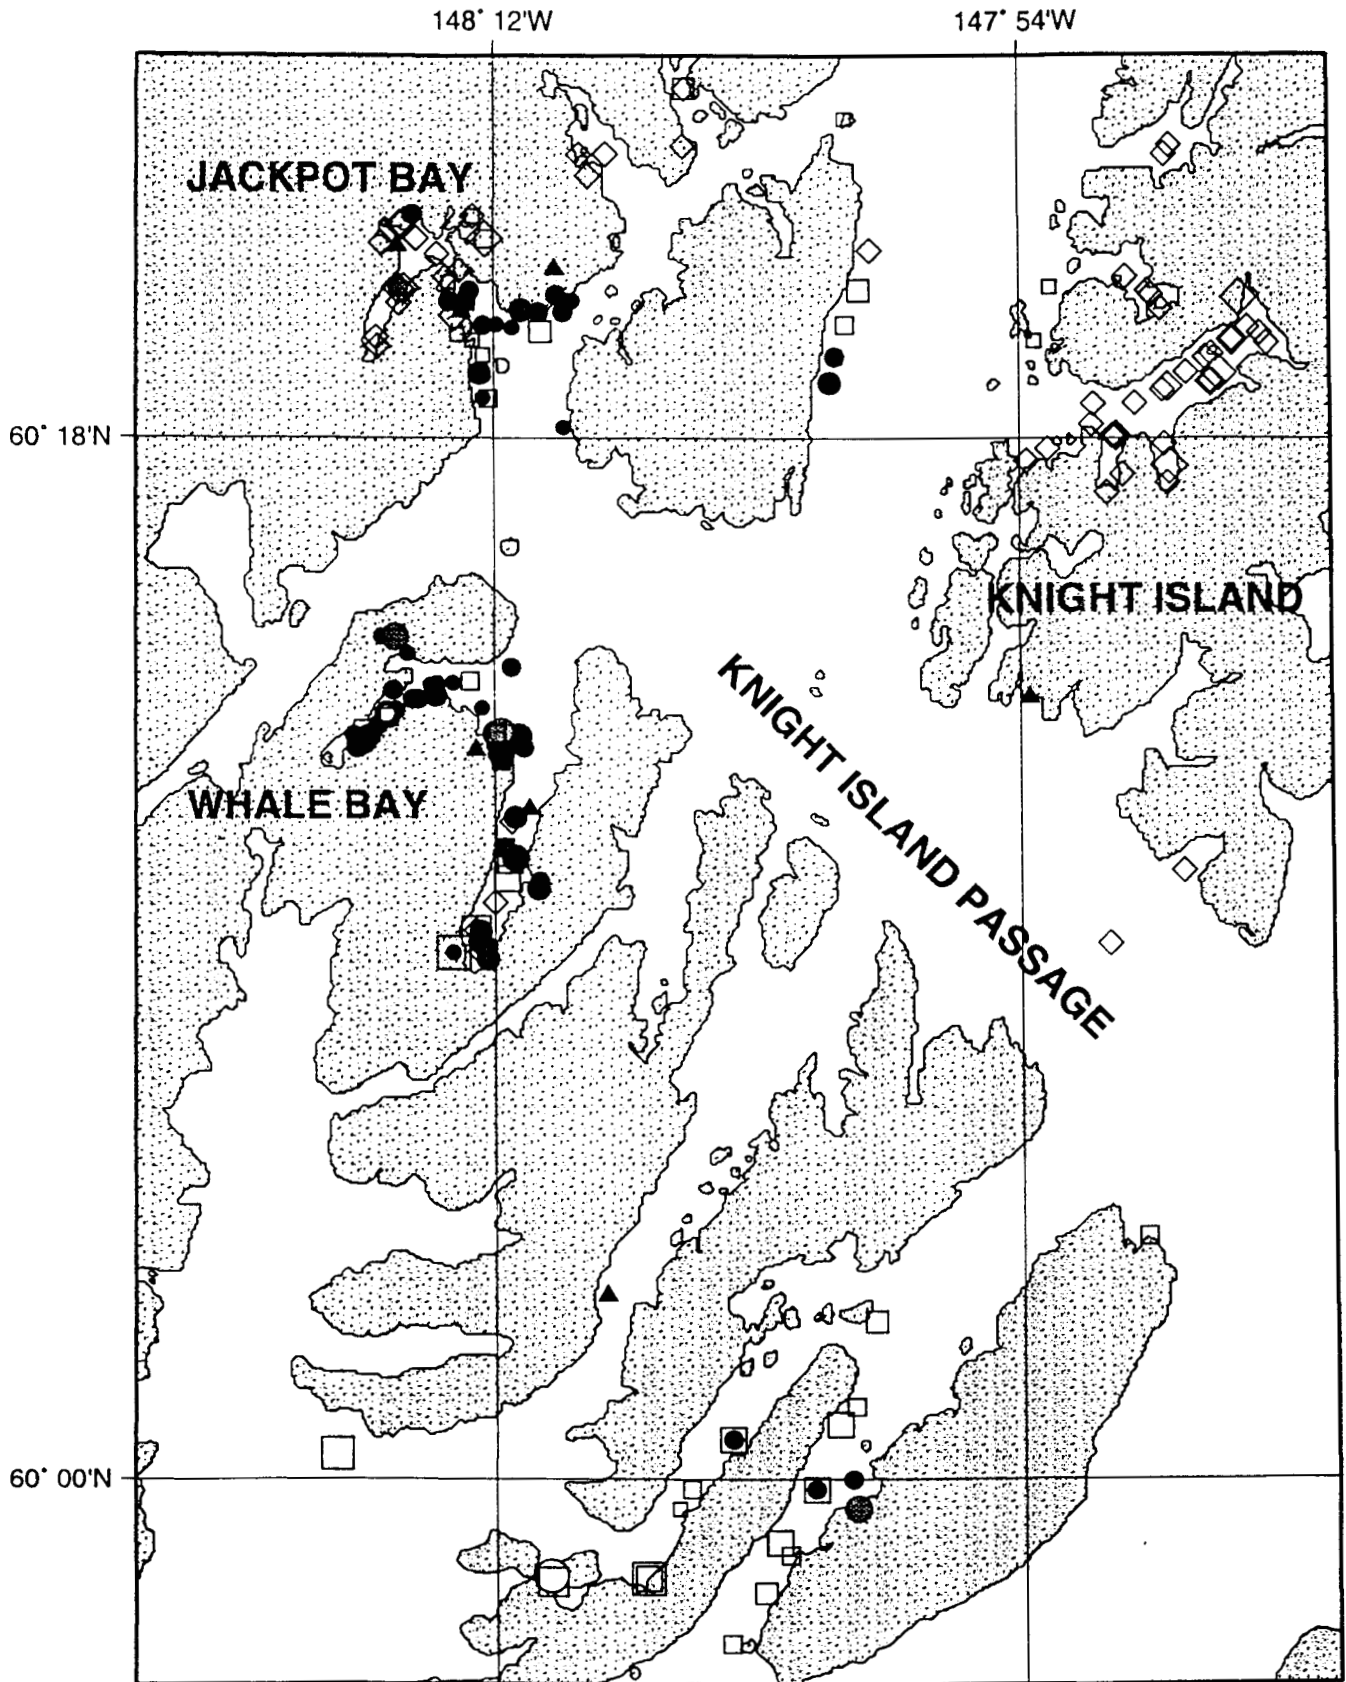 148° 12'W
147° 54'W
JACKPOT BAY
60° 18'N
KNIGHT ISLAND
KNIGHT ISLAND PASSAGE
WHALE BAY
60° 00'N